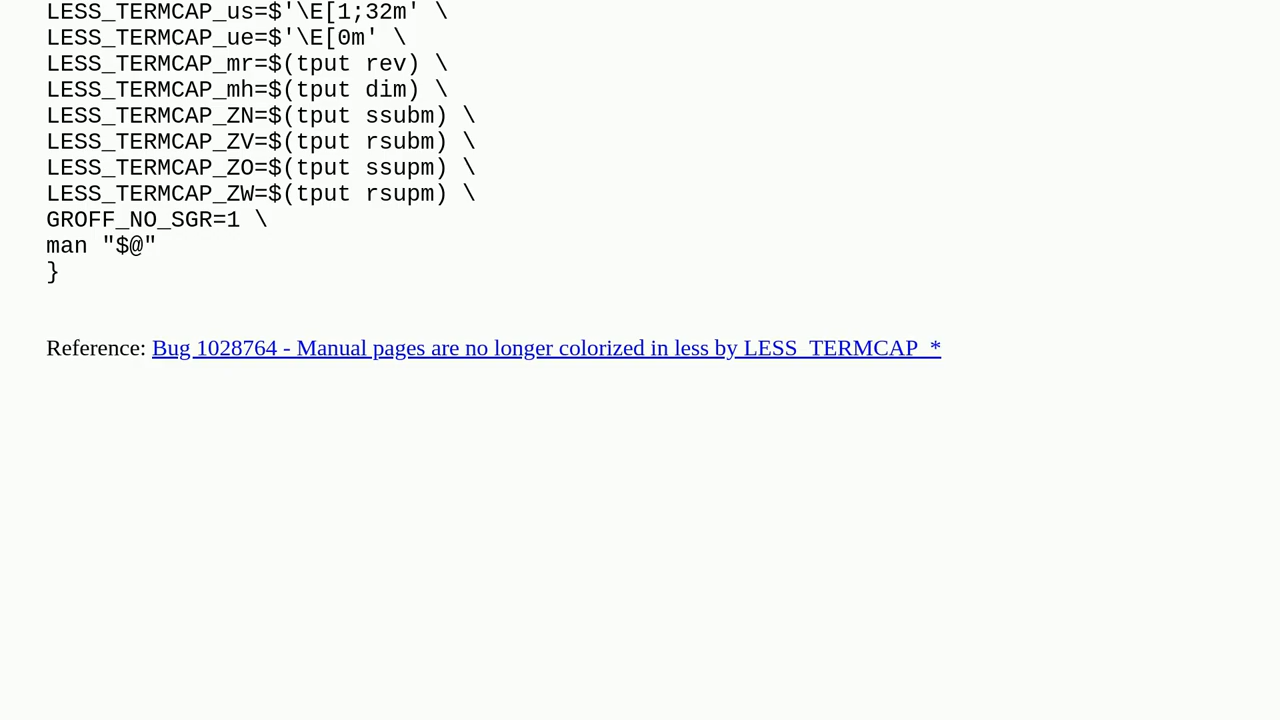 LESS_TERMCAP_us=$'\E[1;32m' \
LESS_TERMCAP_ue=$'\E[0m' \
LESS_TERMCAP_mr=$(tput rev) \
LESS_TERMCAP_mh=$(tput dim) \
LESS_TERMCAP_ZN=$(tput ssubm) \
LESS_TERMCAP_ZV=$(tput rsubm) \
LESS_TERMCAP_ZO=$(tput ssupm) \
LESS_TERMCAP_ZW=$(tput rsupm) \
GROFF_NO_SGR=1 \
man "$@"
}
Reference: Bug 1028764 - Manual pages are no longer colorized in less by LESS_TERMCAP_*